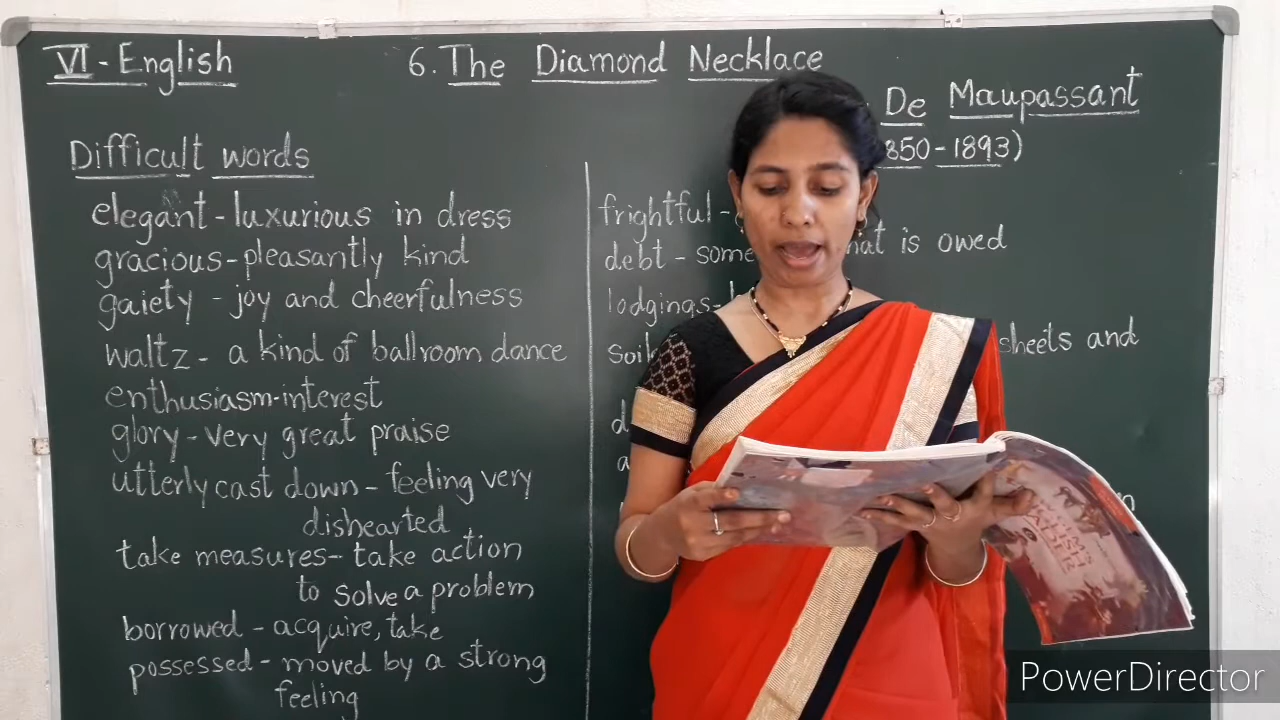 VI - English
6. The Diamond Necklace
De Maupassant
850 - 1893)
Difficult words
elegant - luxurious in dress
gracious - pleasantly kind
gaiety - joy and cheerfulness
waltz - a kind of ballroom dance
enthusiasm - interest
glory - very great praise
utterly cast down - feeling very
dishearted
take measures - take action
to solve a problem
borrowed - acquire, take
possessed - moved by a strong
feeling
frightful -
debt - some is owed
lodgings -
sheets and
PowerDirector